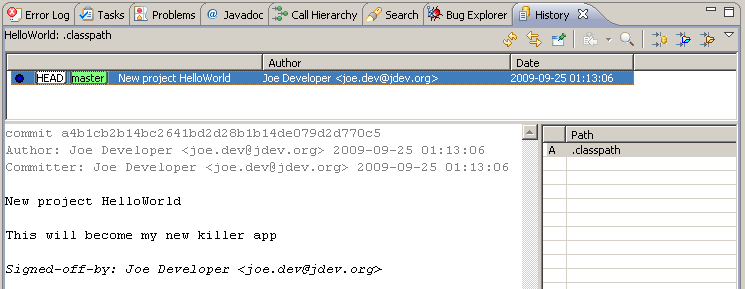 Error Log Tasks Problems Javadoc Call Hierarchy Search Bug Explorer History
HelloWorld: .classpath
Author Date
HEAD master New project HelloWorld Joe Developer <joe.dev@jdev.org> 2009-09-25 01:13:06
commit a4b1cb2b14bc2641bd2d28b1b14de079d2d770c5
Author: Joe Developer <joe.dev@jdev.org> 2009-09-25 01:13:06
Committer: Joe Developer <joe.dev@jdev.org> 2009-09-25 01:13:06
New project HelloWorld
This will become my new killer app
Signed-off-by: Joe Developer <joe.dev@jdev.org>
Path
A .classpath